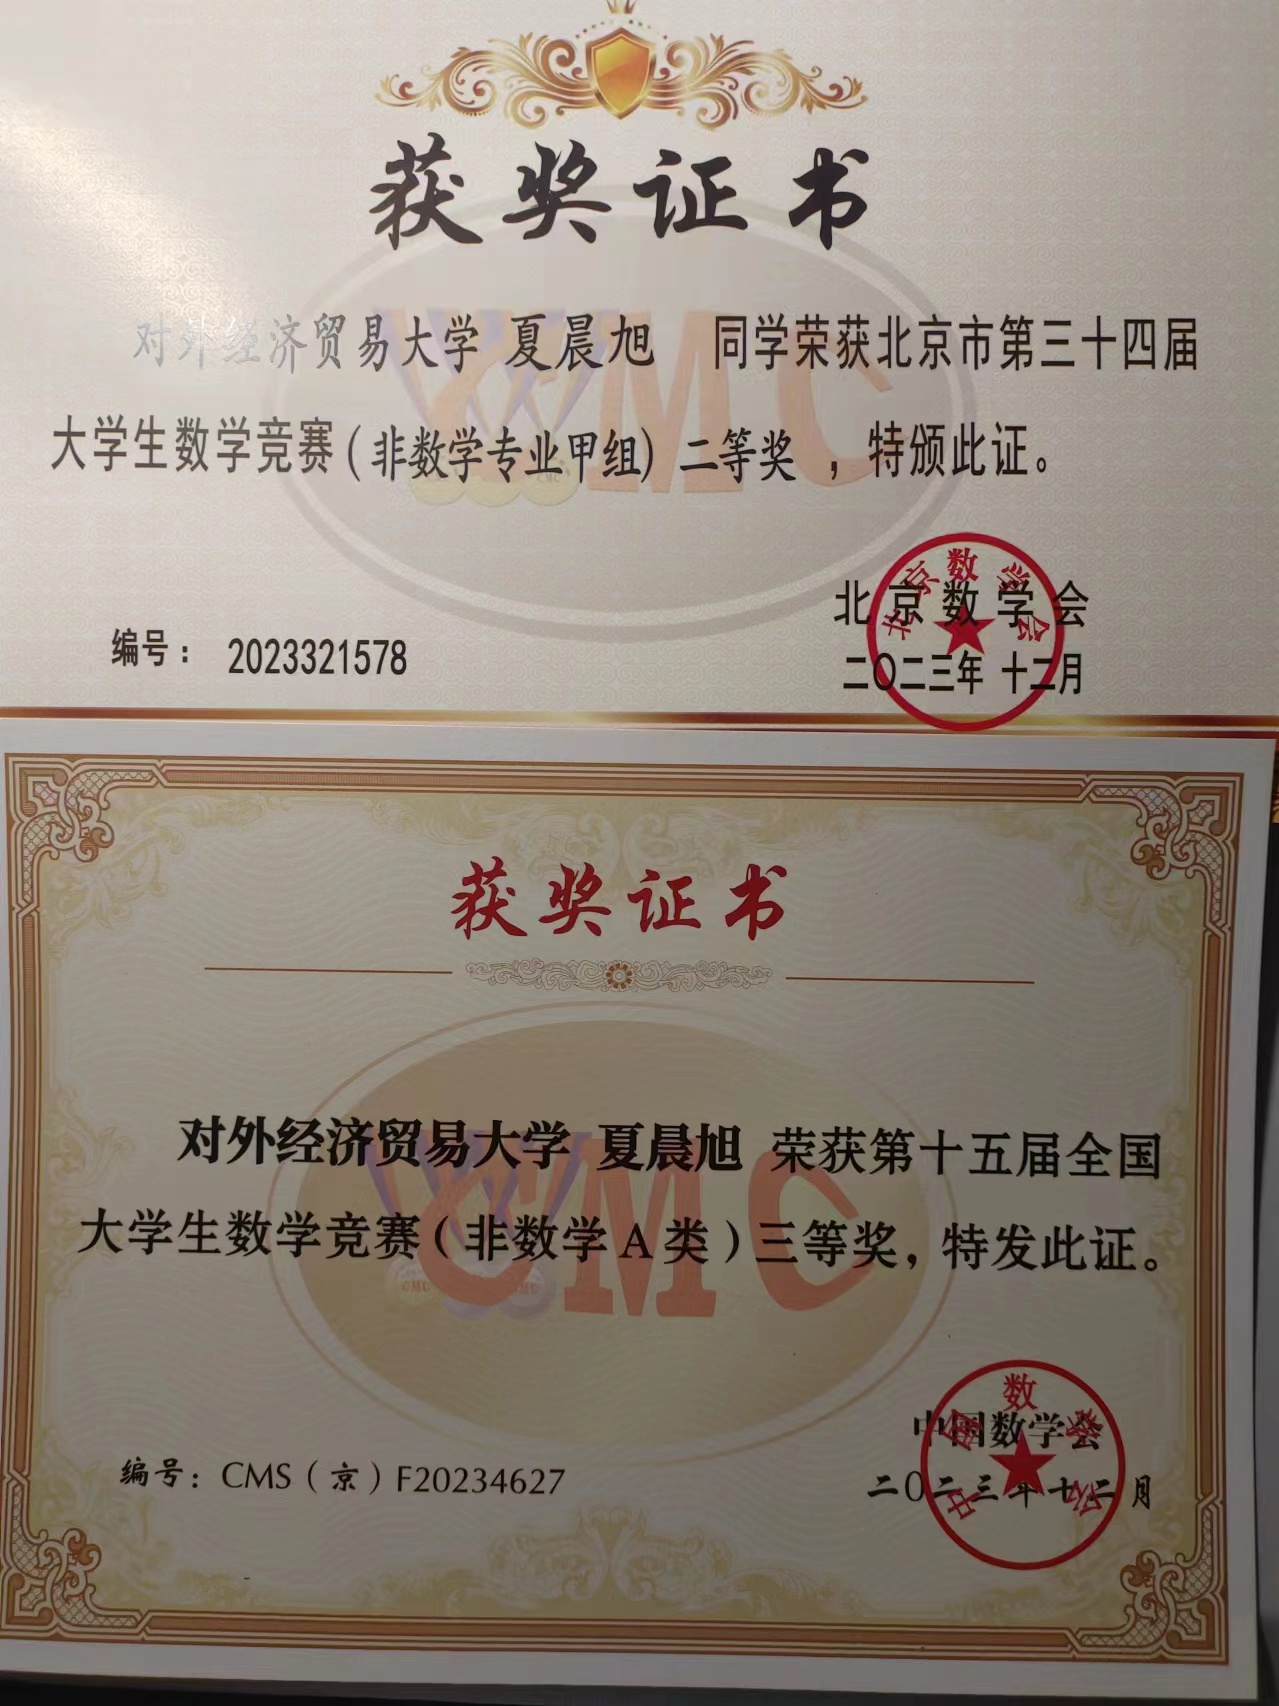 获奖证书
对外经济贸易大学 夏晨旭 同学荣获北京市第三十四届
大学生数学竞赛(非数学专业甲组) 二等奖 ，特颁此证。
北京数学会
北京数学会
二〇二三年 十二月
编号： 2023321578
CMC
获奖证书
对外经济贸易大学 夏晨旭 荣获第十五届全国
大学生数学竞赛(非数学A类)三等奖，特发此证。
CMC
中国数学会
中国数学会
二〇二三年十二月
编号：CMS（京）F20234627